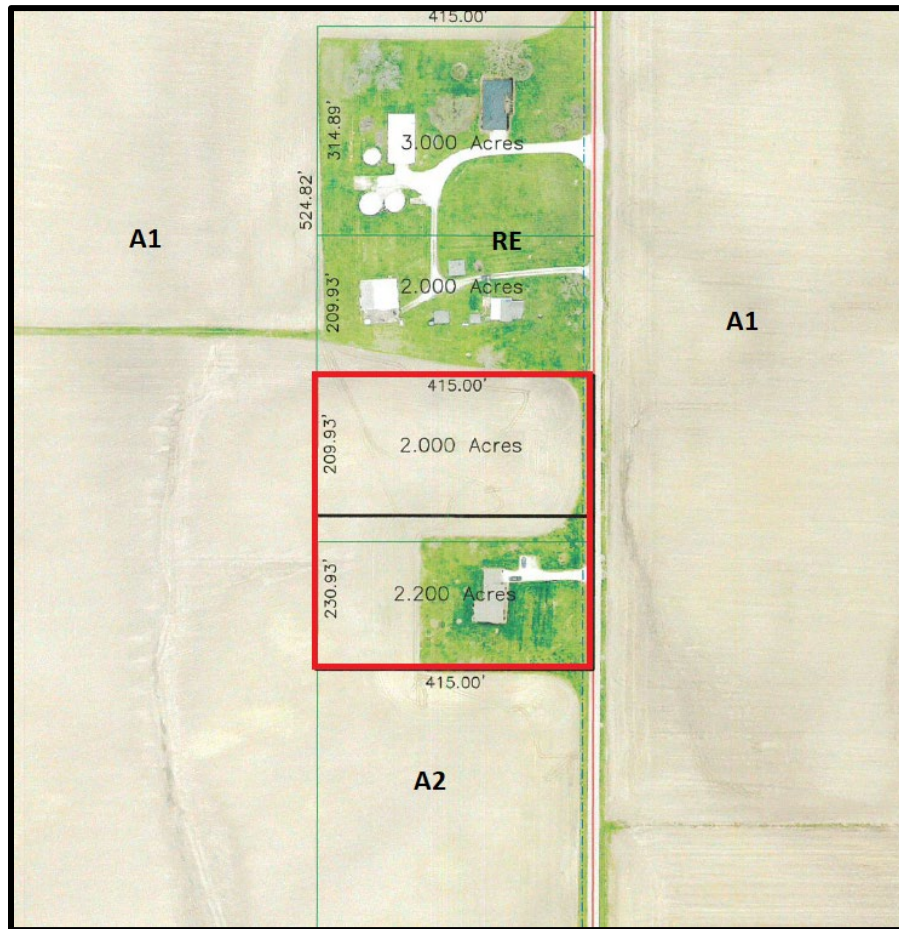 415.00'
314.89'
3.000 Acres
524.82'
A1
RE
209.93'
2.000 Acres
A1
415.00'
209.93'
2.000 Acres
230.93'
2.200 Acres
415.00'
A2